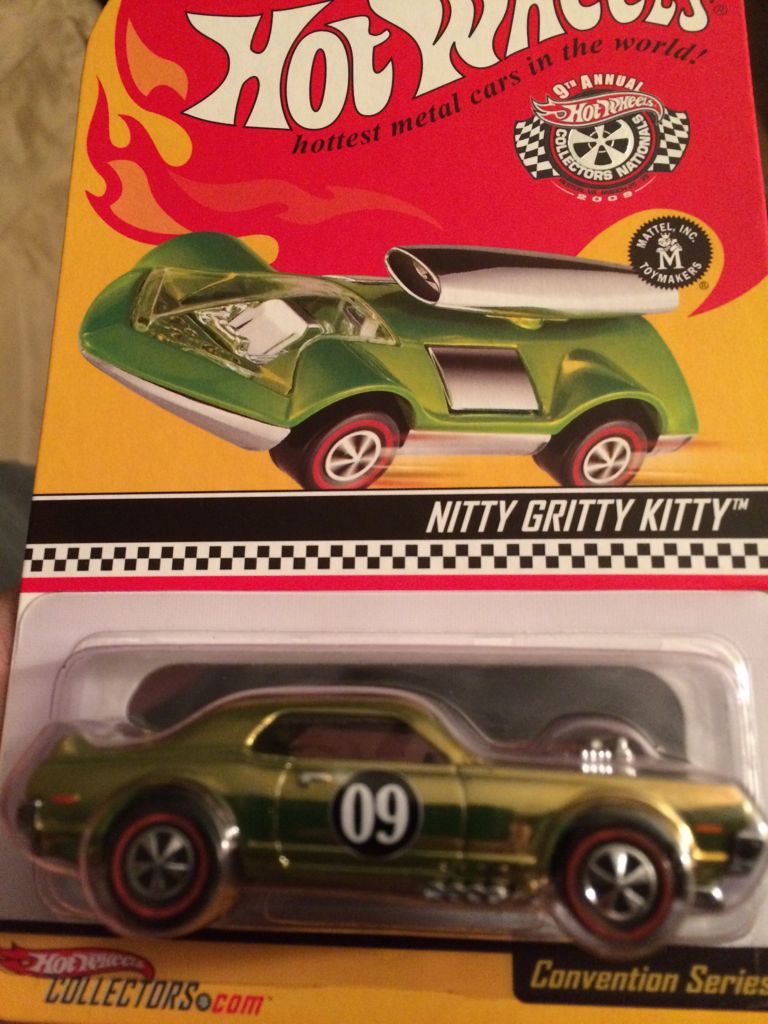 HOT WHEELS®
hottest metal cars in the world!
9TH ANNUAL
Hot Wheels
COLLECTORS NATIONALS
2009
MATTEL, INC.
M
TOYMAKERS
®
NITTY GRITTY KITTY™
09
Hot Wheels
COLLECTORS.com™
Convention Series